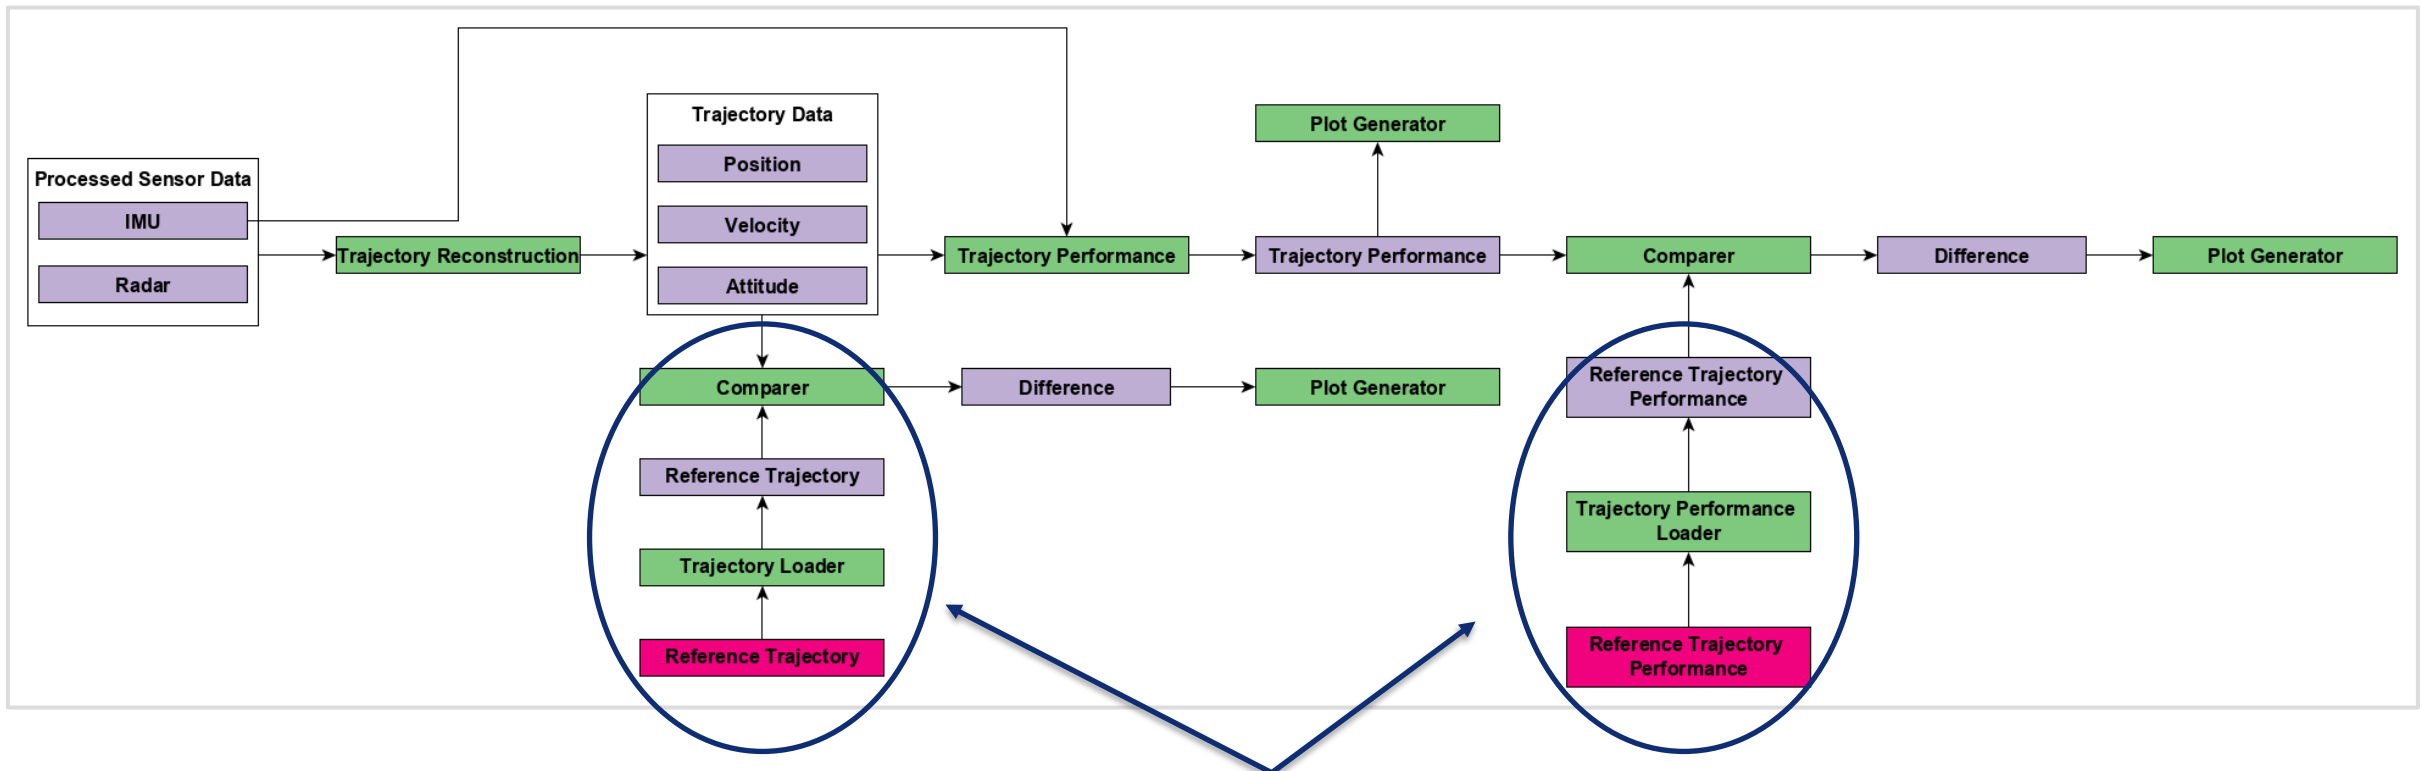 Processed Sensor Data
IMU
Radar
Trajectory Reconstruction
Trajectory Data
Position
Velocity
Attitude
Trajectory Performance
Plot Generator
Trajectory Performance
Comparer
Difference
Plot Generator
Comparer
Difference
Plot Generator
Reference Trajectory
Trajectory Loader
Reference Trajectory
Reference Trajectory
Performance
Trajectory Performance
Loader
Reference Trajectory
Performance